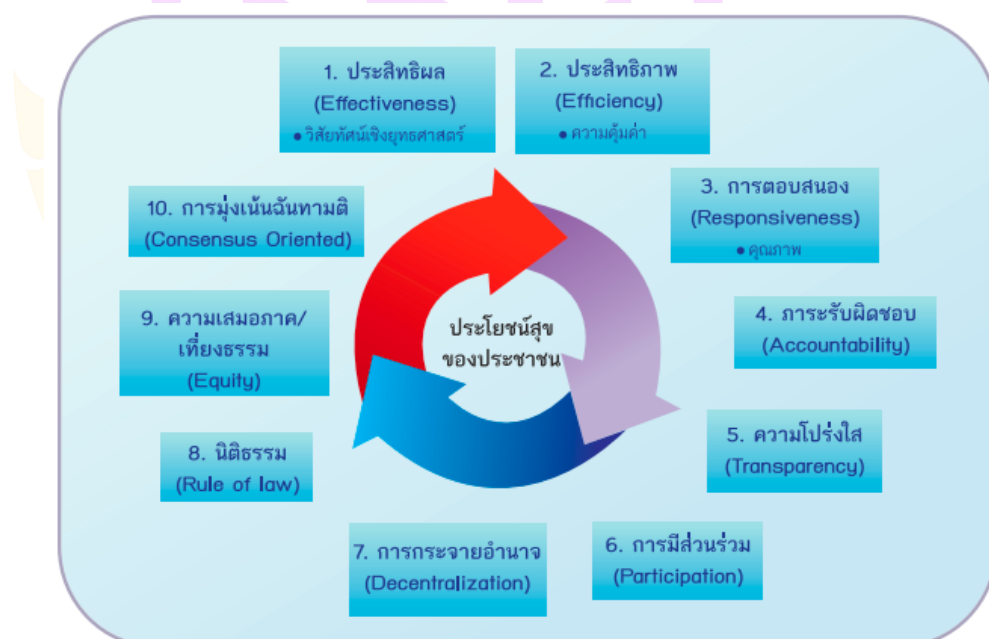 1. ประสิทธิผล
(Effectiveness)
• วิสัยทัศน์เชิงยุทธศาสตร์
2. ประสิทธิภาพ
(Efficiency)
• ความคุ้มค่า
3. การตอบสนอง
(Responsiveness)
• คุณภาพ
4. ภาระรับผิดชอบ
(Accountability)
5. ความโปร่งใส
(Transparency)
6. การมีส่วนร่วม
(Participation)
7. การกระจายอำนาจ
(Decentralization)
8. นิติธรรม
(Rule of law)
9. ความเสมอภาค/
เที่ยงธรรม
(Equity)
10. การมุ่งเน้นฉันทามติ
(Consensus Oriented)
ประโยชน์สุข
ของประชาชน